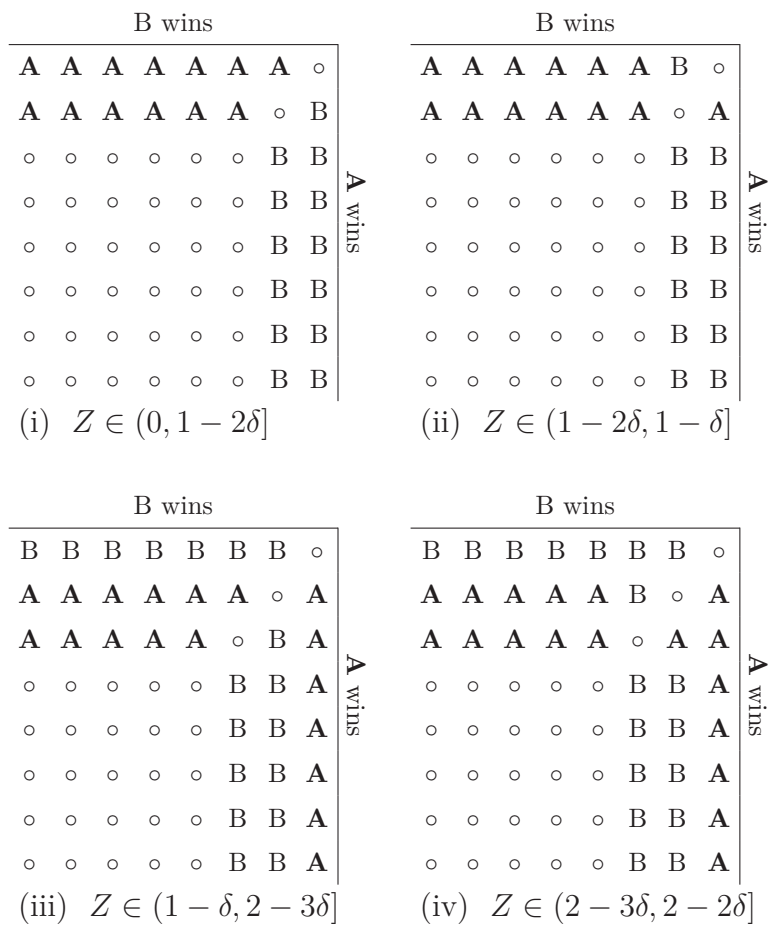 B wins B wins
A A A A A A A ∘ A A A A A A B ∘
A A A A A A ∘ B A A A A A A ∘ A
∘ ∘ ∘ ∘ ∘ ∘ B B ∘ ∘ ∘ ∘ ∘ ∘ B B
∘ ∘ ∘ ∘ ∘ ∘ B B ∘ ∘ ∘ ∘ ∘ ∘ B B
∘ ∘ ∘ ∘ ∘ ∘ B B ∘ ∘ ∘ ∘ ∘ ∘ B B
∘ ∘ ∘ ∘ ∘ ∘ B B ∘ ∘ ∘ ∘ ∘ ∘ B B
∘ ∘ ∘ ∘ ∘ ∘ B B ∘ ∘ ∘ ∘ ∘ ∘ B B
∘ ∘ ∘ ∘ ∘ ∘ B B ∘ ∘ ∘ ∘ ∘ ∘ B B
A wins A wins
(i) Z ∈ (0, 1 − 2δ] (ii) Z ∈ (1 − 2δ, 1 − δ]
B wins B wins
B B B B B B B ∘ B B B B B B B ∘
A A A A A A ∘ A A A A A A B ∘ A
A A A A A ∘ B A A A A A A ∘ A A
∘ ∘ ∘ ∘ ∘ B B A ∘ ∘ ∘ ∘ ∘ B B A
∘ ∘ ∘ ∘ ∘ B B A ∘ ∘ ∘ ∘ ∘ B B A
∘ ∘ ∘ ∘ ∘ B B A ∘ ∘ ∘ ∘ ∘ B B A
∘ ∘ ∘ ∘ ∘ B B A ∘ ∘ ∘ ∘ ∘ B B A
∘ ∘ ∘ ∘ ∘ B B A ∘ ∘ ∘ ∘ ∘ B B A
A wins A wins
(iii) Z ∈ (1 − δ, 2 − 3δ] (iv) Z ∈ (2 − 3δ, 2 − 2δ]